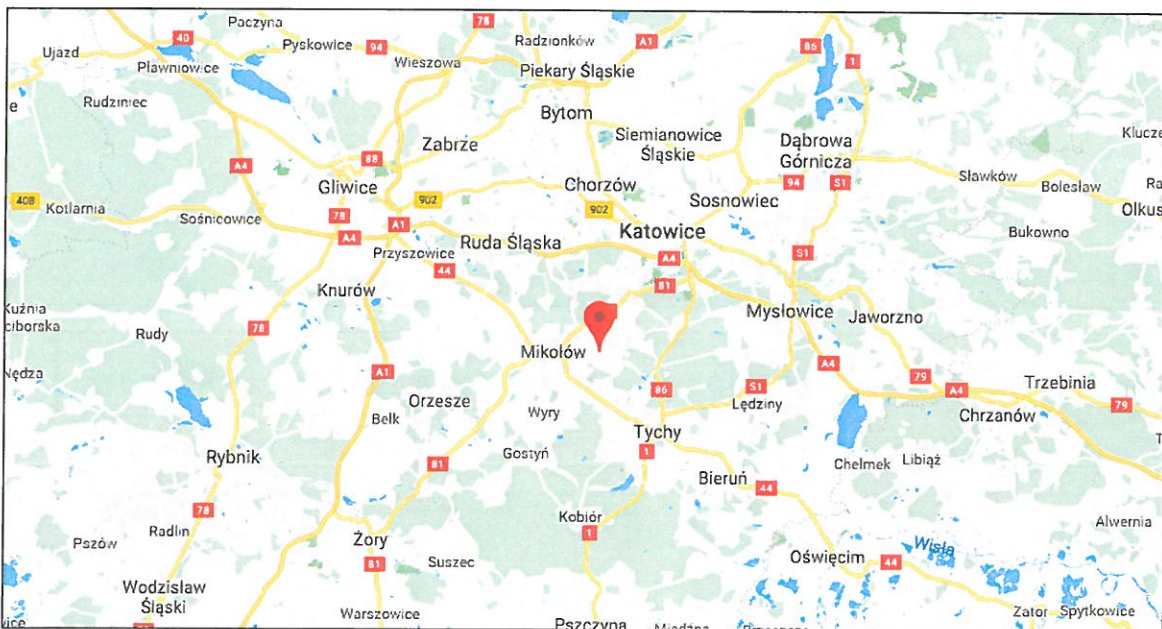 Paczyna
78
40
Ujazd
Pyskowice
94
Radzionków
A1
86
Wieszowa
1
Pławniowice
Piekary Śląskie
Rudziniec
Bytom
Siemianowice
Śląskie
Dąbrowa
Górnicza
Zabrze
88
A4
Gliwice
Chorzów
94
S1
Sławków
Bolesław
408
Kotlarnia
Sośnicowice
902
902
Sosnowiec
78
A1
A4
Bukowno
Przyszowice
Ruda Śląska
Katowice
44
A4
S1
81
Knurów
Kuźnia
ciborska
Rudy
78
Mysłowice
Jaworzno
Mikołów
A4
Nędza
A1
79
Orzesze
Wyry
86
S1
Lędziny
A4
Trzebinia
79
Bełk
Chrzanów
Tychy
Rybnik
81
Gostyń
1
Chełmek
Libiąż
Bieruń
44
78
Kobiór
Radlin
1
Alwernia
Pszów
Żory
Suszec
81
Oświęcim
44
Wisła
Wodzisław
Śląski
Warszowice
Pszczyna
Zator
Spytkowice